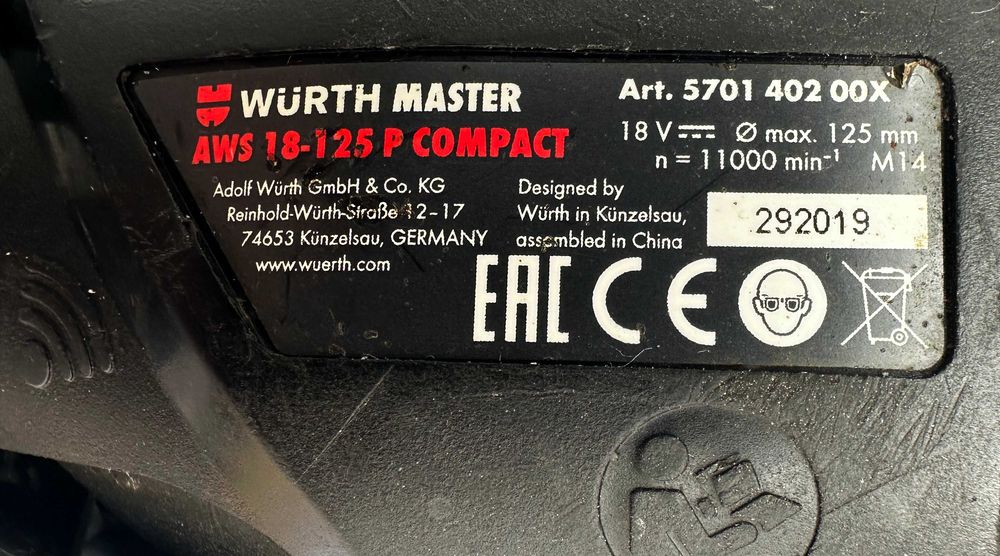 WÜRTH MASTER
AWS 18-125 P COMPACT
Adolf Würth GmbH & Co. KG
Reinhold-Würth-Straße 12-17
74653 Künzelsau, GERMANY
www.wuerth.com
Designed by
Würth in Künzelsau,
assembled in China
Art. 5701 402 00X
18 V Ø max. 125 mm
n = 11000 min⁻¹ M14
292019
EAC CE